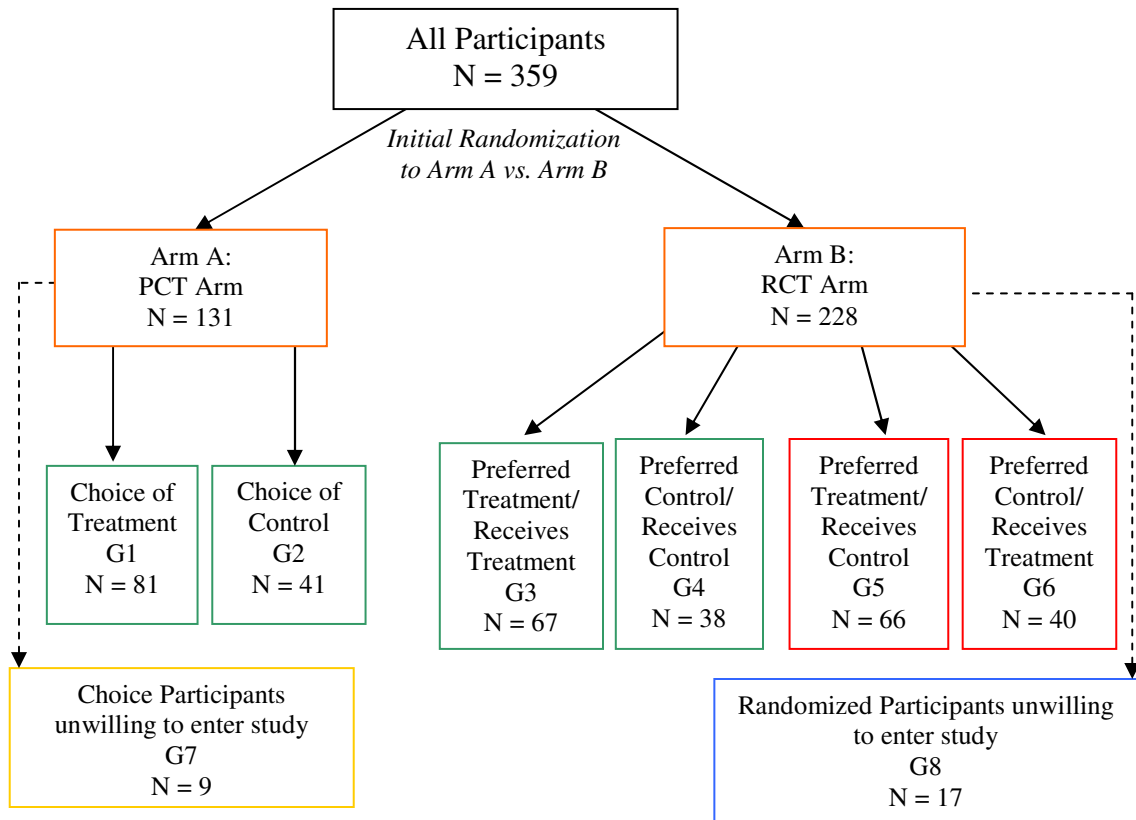 All Participants
N = 359
Initial Randomization
to Arm A vs. Arm B
Arm A:
PCT Arm
N = 131
Arm B:
RCT Arm
N = 228
Choice of
Treatment
G1
N = 81
Choice of
Control
G2
N = 41
Preferred
Treatment/
Receives
Treatment
G3
N = 67
Preferred
Control/
Receives
Control
G4
N = 38
Preferred
Treatment/
Receives
Control
G5
N = 66
Preferred
Control/
Receives
Treatment
G6
N = 40
Choice Participants
unwilling to enter study
G7
N = 9
Randomized Participants unwilling
to enter study
G8
N = 17